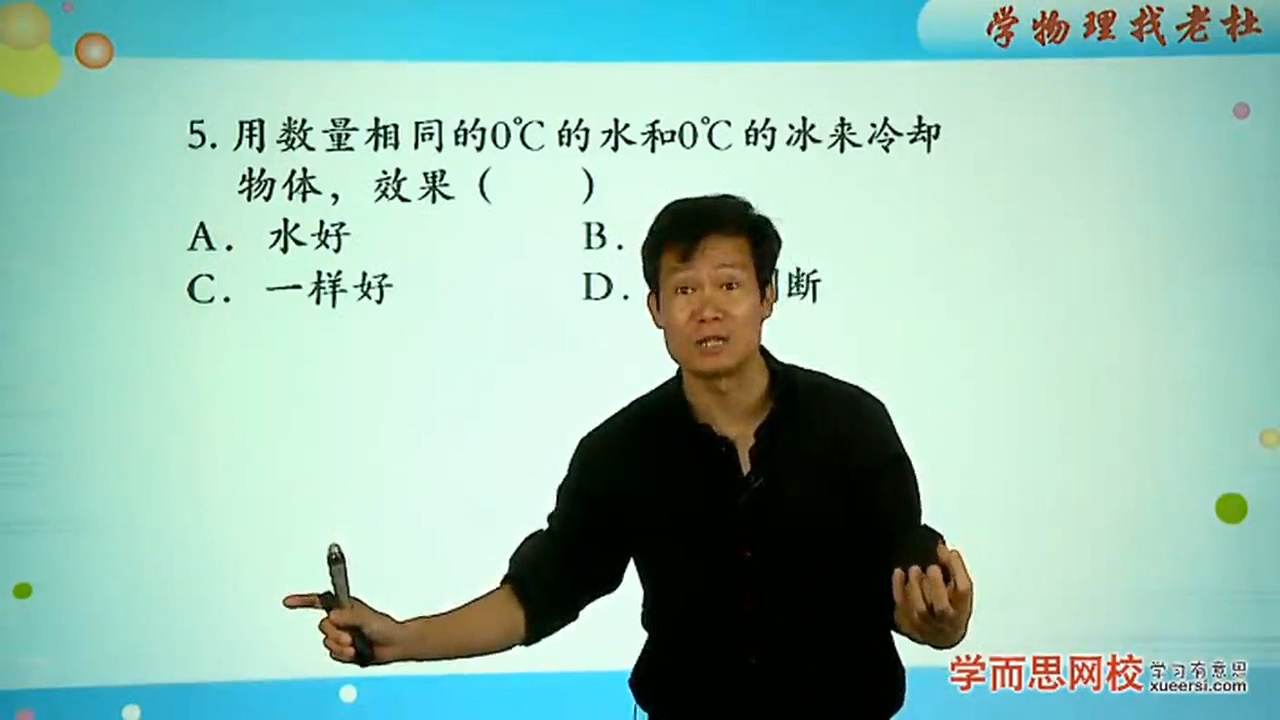 学物理找老杜
5. 用数量相同的0℃的水和0℃的冰来冷却
物体，效果（　　）
A. 水好
B.
C. 一样好
D. 断
学而思网校
学习有意思
xueersi.com